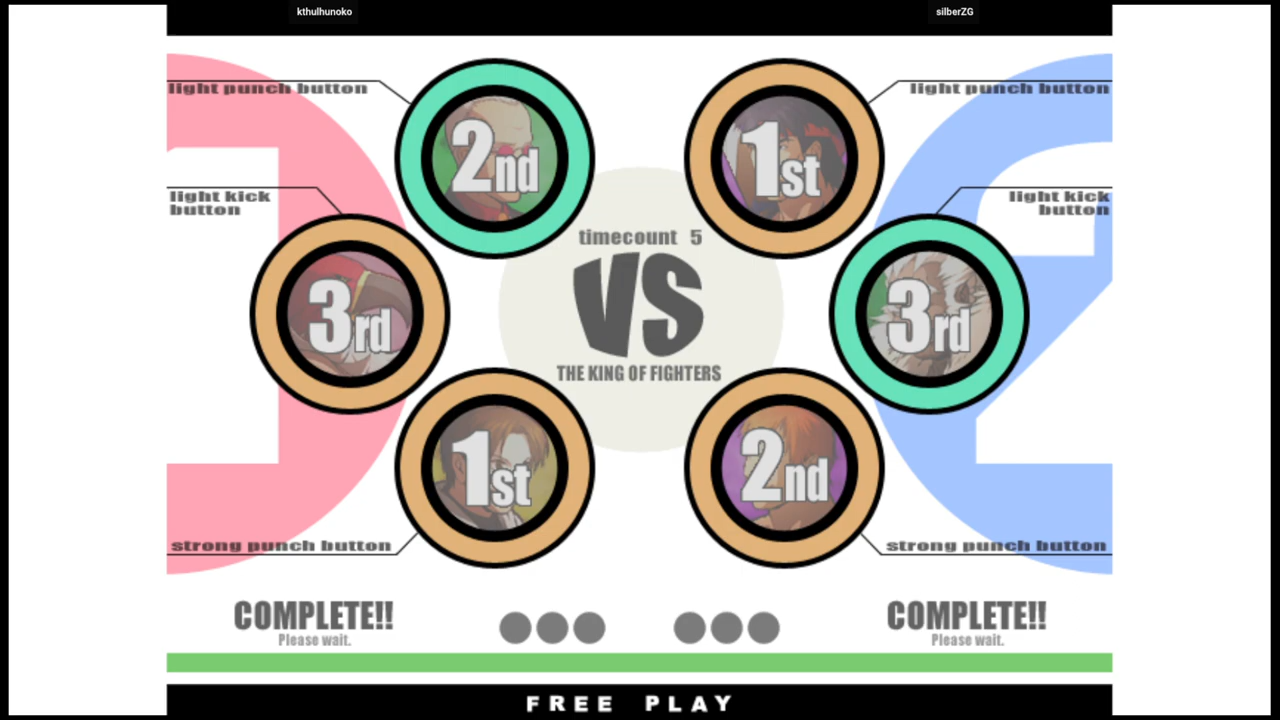 kthulhunoko
silberZG
light punch button
light punch button
2nd
1st
light kick
button
light kick
button
timecount 5
VS
THE KING OF FIGHTERS
3rd
3rd
1st
2nd
strong punch button
strong punch button
COMPLETE!!
Please wait.
COMPLETE!!
Please wait.
FREE PLAY